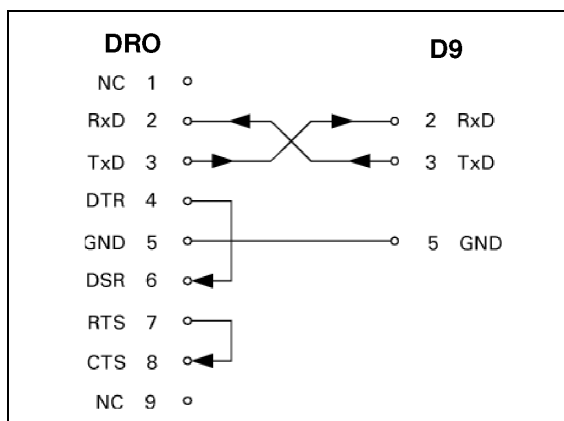 DRO D9
NC 1
RxD 2 2 RxD
TxD 3 3 TxD
DTR 4
GND 5 5 GND
DSR 6
RTS 7
CTS 8
NC 9